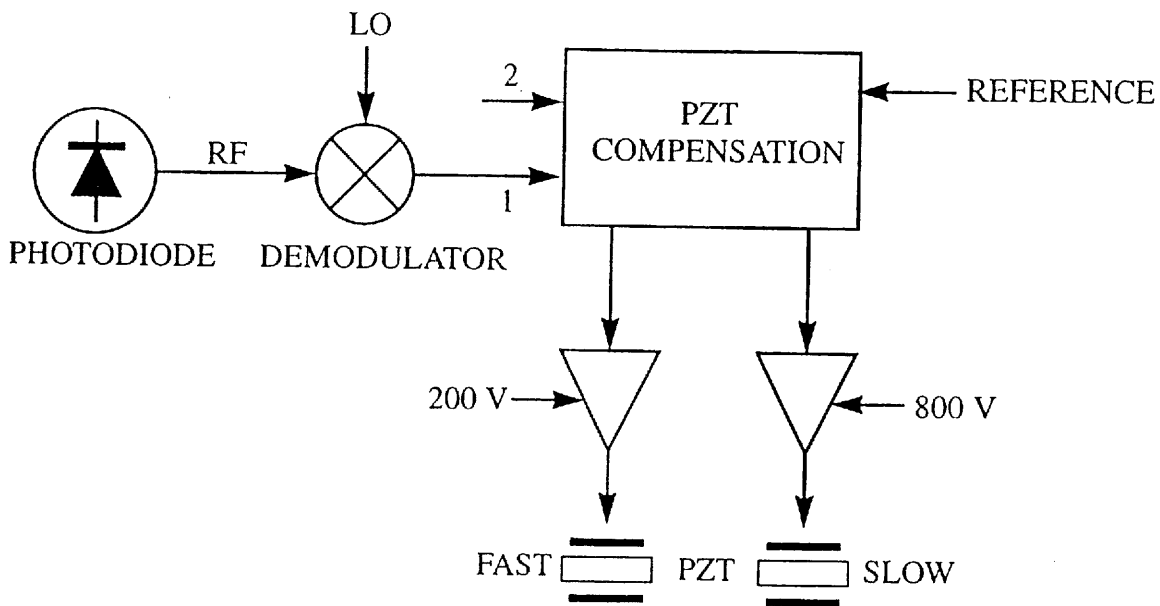 LO
2
PZT
COMPENSATION
REFERENCE
RF
1
PHOTODIODE
DEMODULATOR
200 V
800 V
FAST
PZT
SLOW